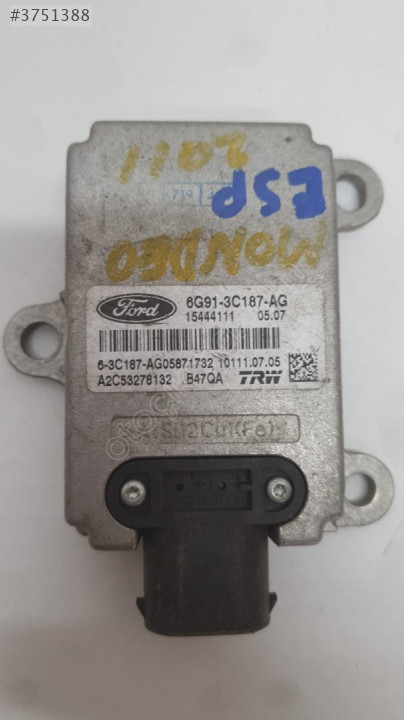 #3751388
2011
ESP
MONDEO
Ford
6G91-3C187-AG
15444111 05.07
6-3C187-AG05871732 10111.07.05
A2C53278132 B47QA TRW